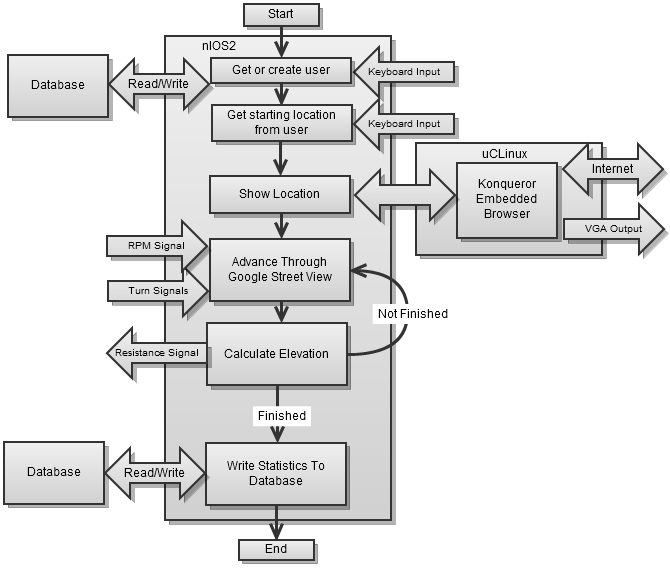 Start
nIOS2
Get or create user
Keyboard Input
Database
Read/Write
Get starting location
from user
Keyboard Input
uCLinux
Konqueror
Embedded
Browser
Internet
VGA Output
Show Location
RPM Signal
Turn Signals
Advance Through
Google Street View
Not Finished
Resistance Signal
Calculate Elevation
Finished
Database
Read/Write
Write Statistics To
Database
End